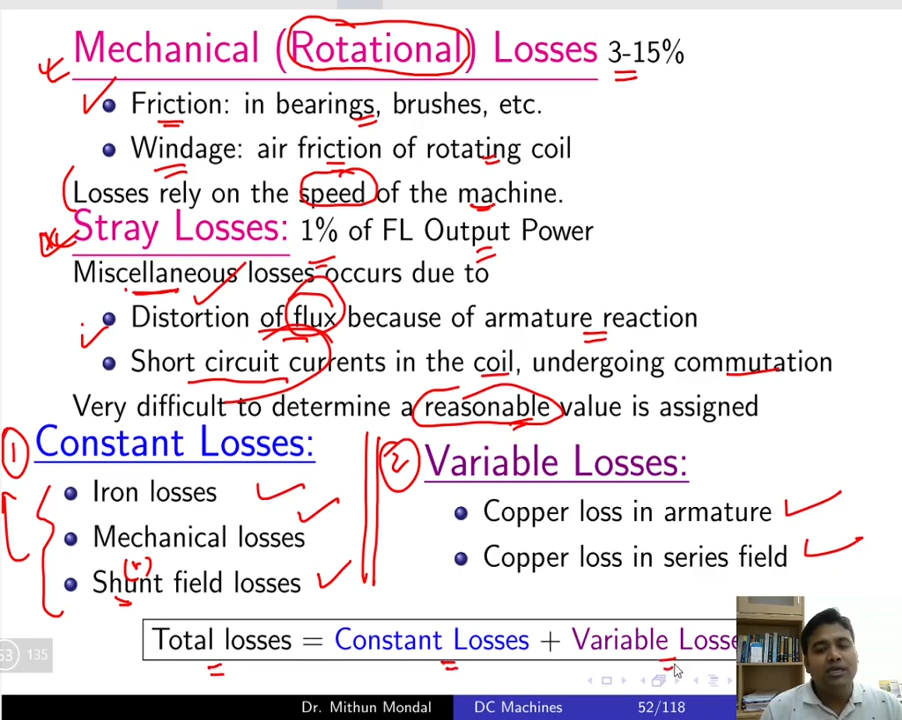 Mechanical (Rotational) Losses 3-15%
Friction: in bearings, brushes, etc.
Windage: air friction of rotating coil
Losses rely on the speed of the machine.
Stray Losses: 1% of FL Output Power
Miscellaneous losses occurs due to
Distortion of flux because of armature reaction
Short circuit currents in the coil, undergoing commutation
Very difficult to determine a reasonable value is assigned
1 Constant Losses:
Iron losses
Mechanical losses
Shunt field losses
2 Variable Losses:
Copper loss in armature
Copper loss in series field
Total losses = Constant Losses + Variable Losse
53 135
Dr. Mithun Mondal DC Machines 52/118